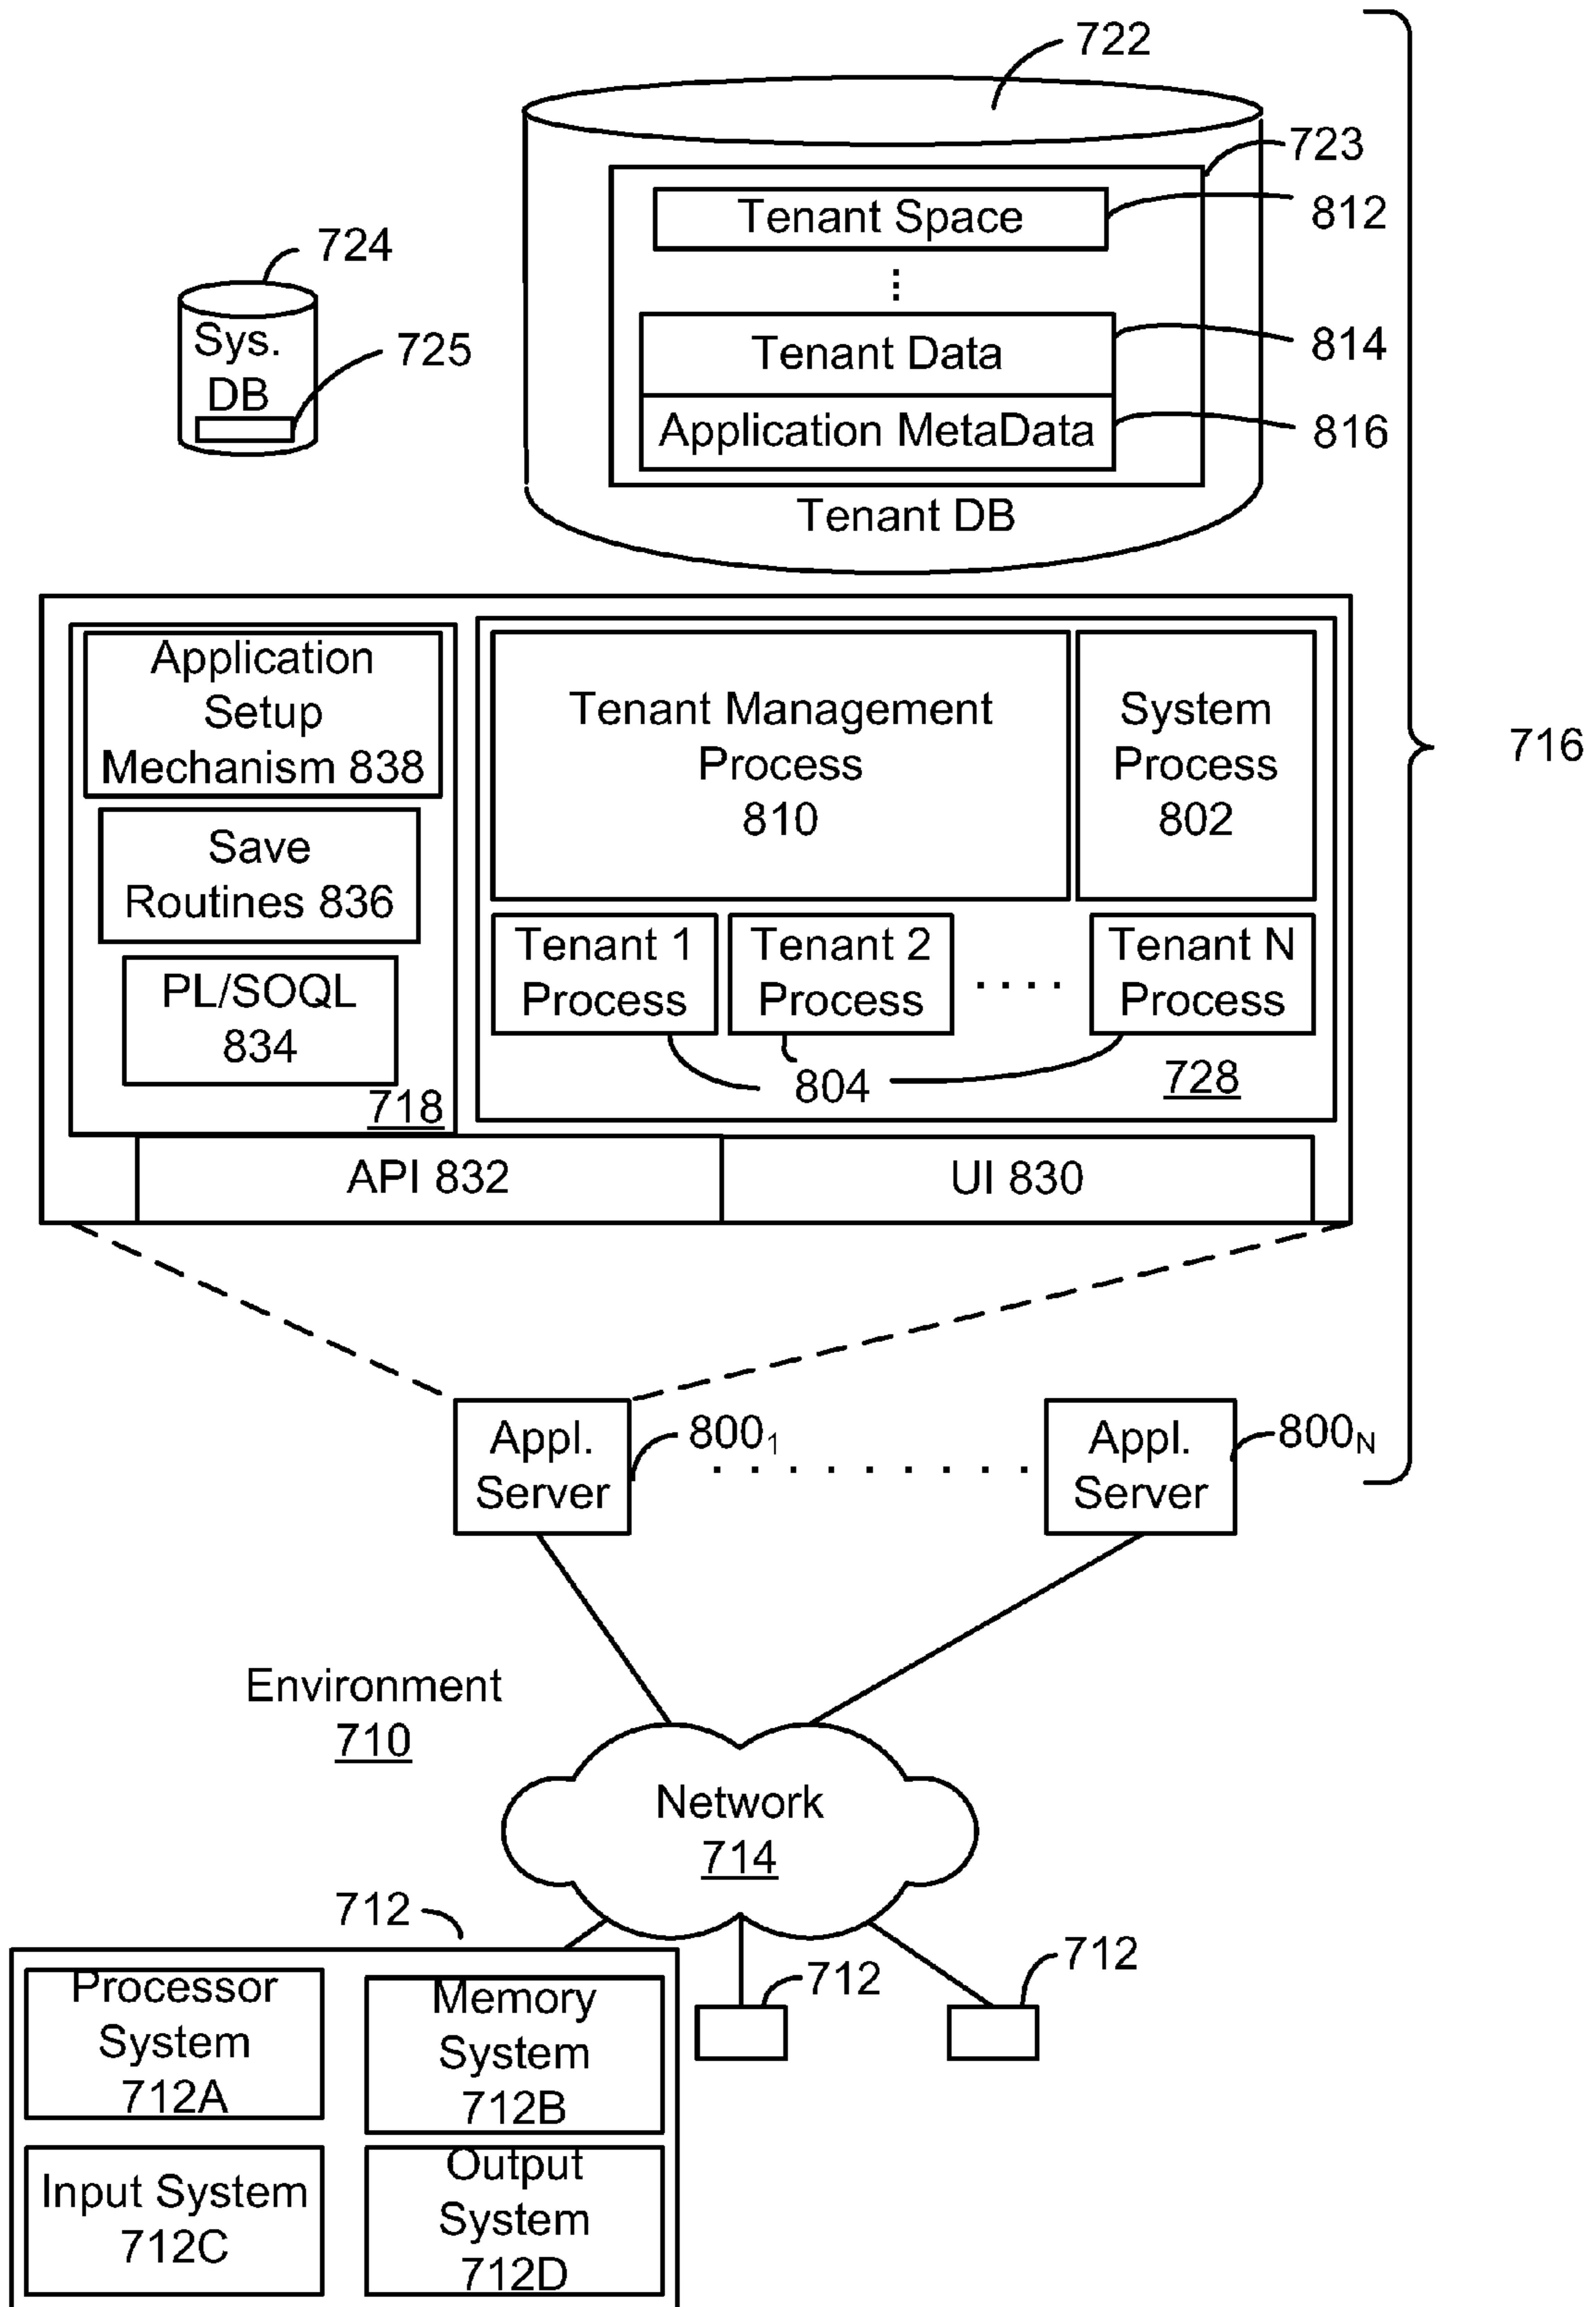 722
723
Tenant Space
812
724
Sys.
DB
725
Tenant Data
814
Application MetaData
816
Tenant DB
Application
Setup
Mechanism 838
Tenant Management
Process
810
System
Process
802
716
Save
Routines 836
Tenant 1
Process
Tenant 2
Process
. . . .
Tenant N
Process
PL/SOQL
834
804
728
718
API 832
UI 830
Appl.
Server
800₁
. . . . . . . . .
Appl.
Server
800N
Environment
710
Network
714
712
712
712
Processor
System
712A
Memory
System
712B
Input System
712C
Output
System
712D